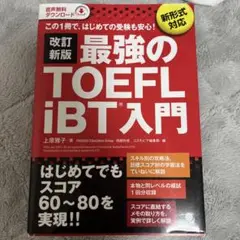 音声無料
ダウンロード
この1冊で、はじめての受験も安心!
新形式
対応
改訂
新版
最強の
TOEFL
iBT®入門
上原雅子 著
はじめてでも
スコア
60〜80を
実現!!
スキル別の攻略法、
目標スコア別の学習法を
ていねいに解説
本物と同レベルの模試
1回分収録
スコアに直結する
メモの取り方を、
実例で詳しく解説